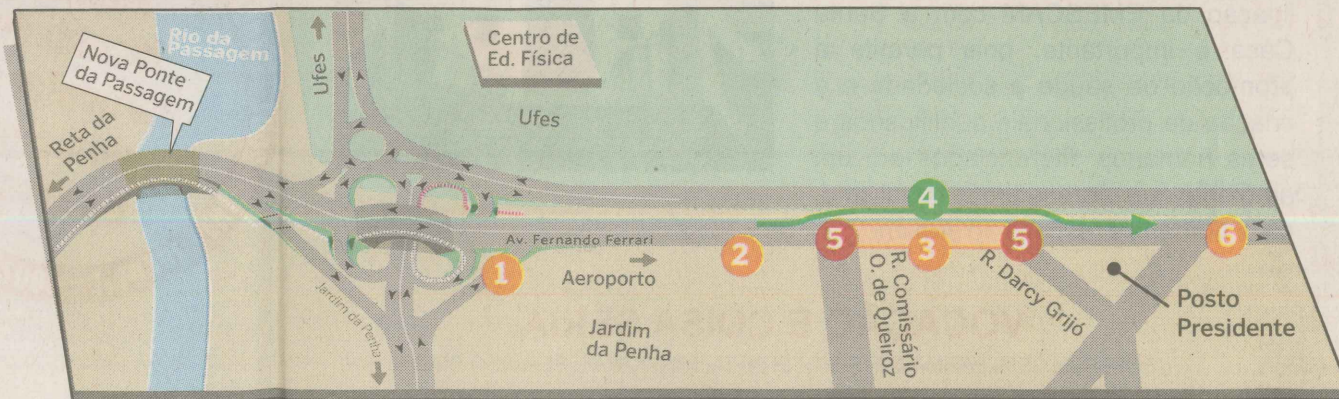 Rio da
Passagem
Nova Ponte
da Passagem
Reta da
Penha
Ufes
Centro de
Ed. Física
Ufes
Av. Fernando Ferrari
Aeroporto
Jardim da Penha
Jardim
da Penha
1
2
3
4
5
5
6
R. Comissário
O. de Queiroz
R. Darcy Grijó
Posto
Presidente